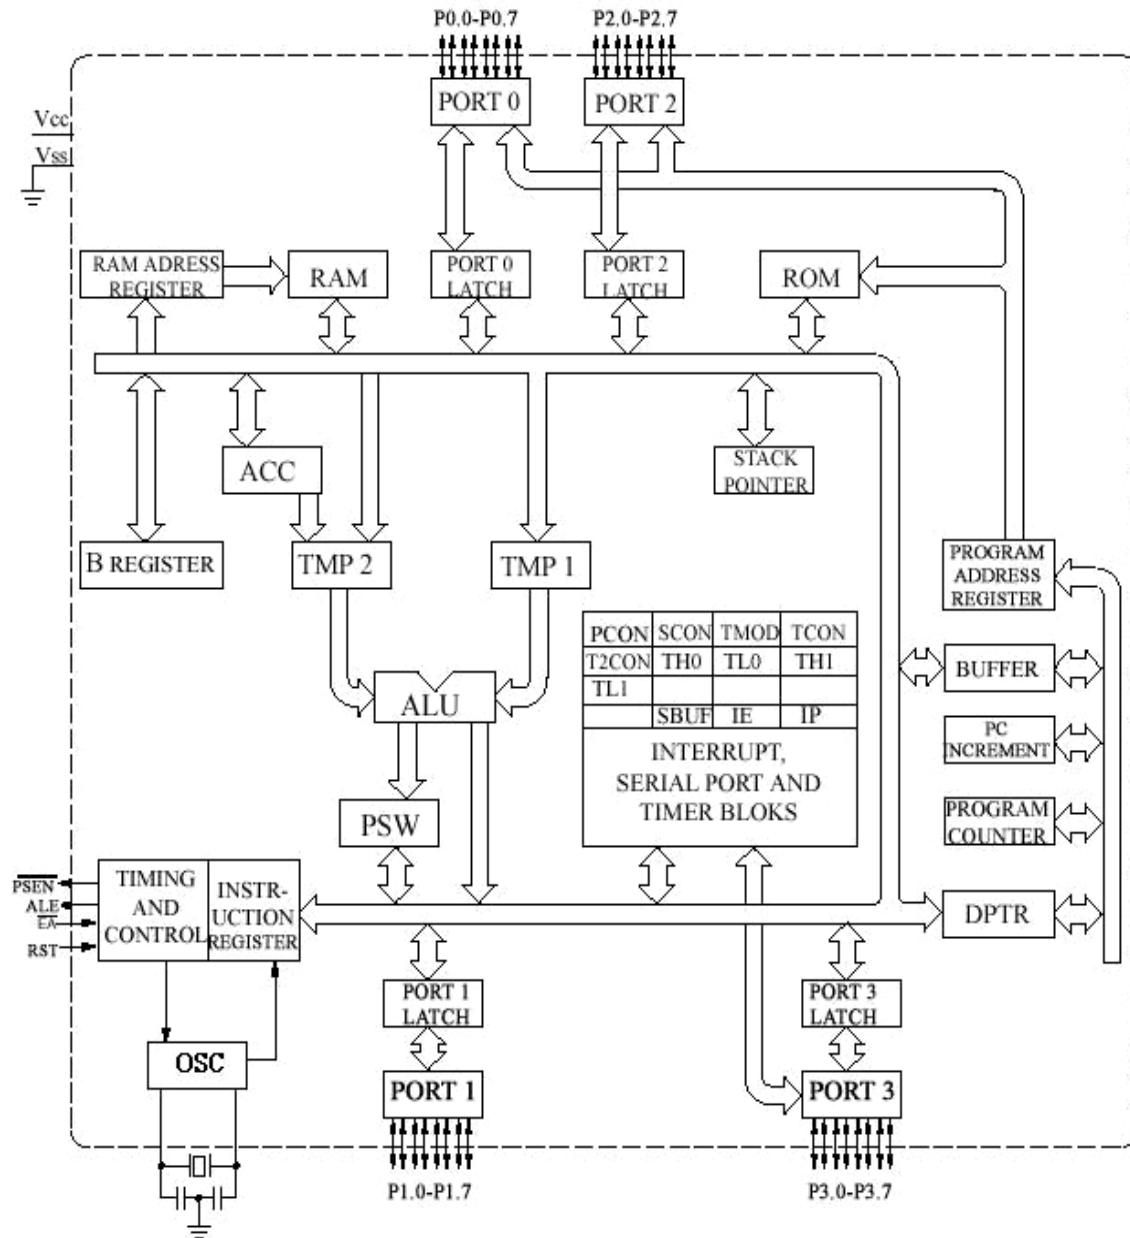 P0.0-P0.7
P2.0-P2.7
PORT 0
PORT 2
Vcc
Vss
RAM ADRESS
REGISTER
RAM
PORT 0
LATCH
PORT 2
LATCH
ROM
ACC
STACK
POINTER
B REGISTER
TMP 2
TMP 1
PROGRAM
ADDRESS
REGISTER
PCON SCON TMOD TCON
T2CON TH0 TL0 TH1
TL1
SBUF IE IP
INTERRUPT,
SERIAL PORT AND
TIMER BLOKS
BUFFER
ALU
PC
INCREMENT
PSW
PROGRAM
COUNTER
PSEN
ALE
EA
RST
TIMING
AND
CONTROL
INSTR-
UCTION
REGISTER
DPTR
PORT 1
LATCH
PORT 3
LATCH
OSC
PORT 1
PORT 3
P1.0-P1.7
P3.0-P3.7